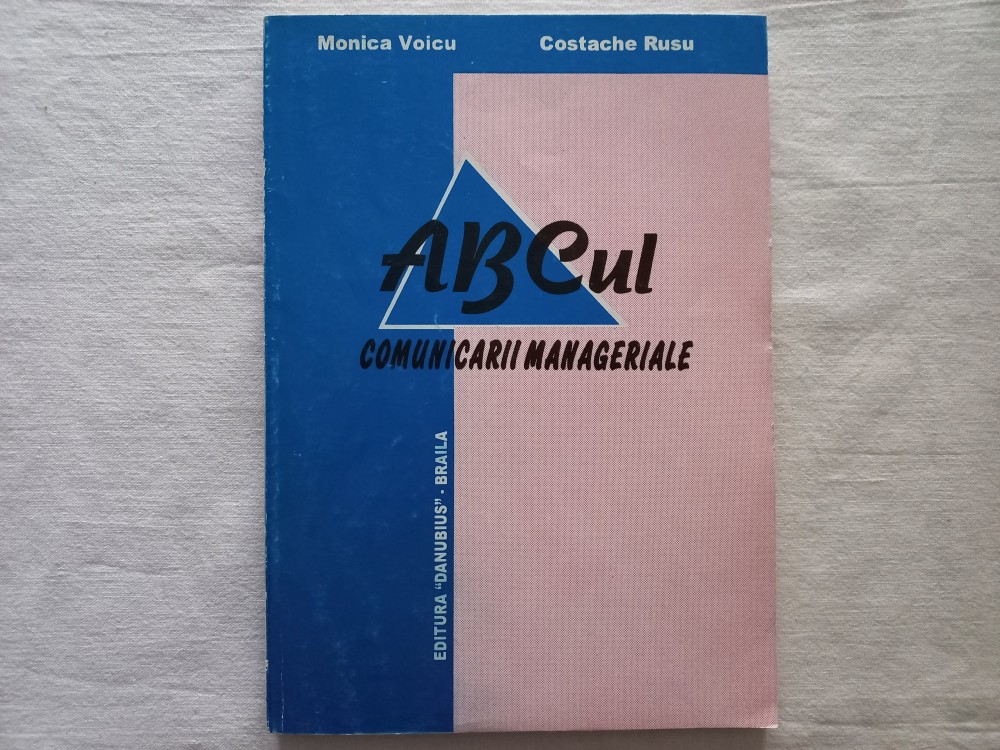 Monica Voicu Costache Rusu
ABCul
COMUNICARII MANAGERIALE
EDITURA “DANUBIUS” - BRAILA